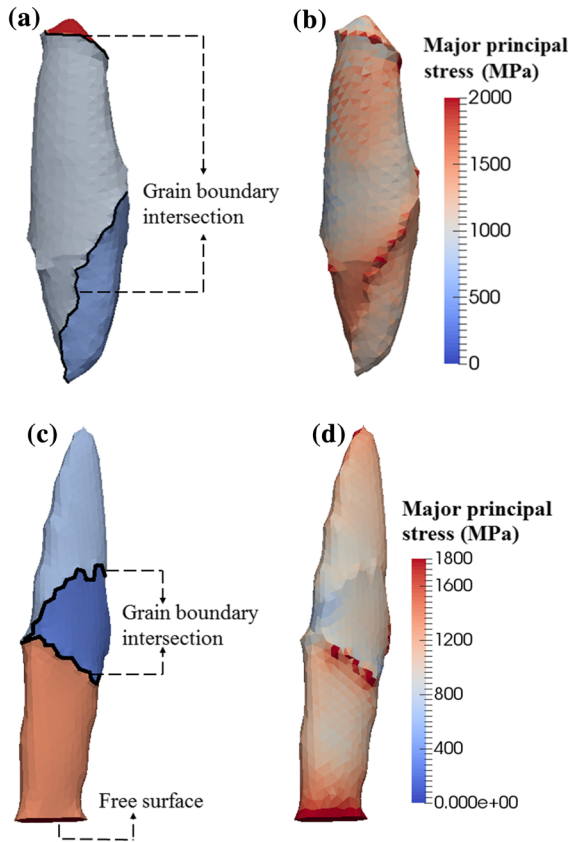 (a)
Grain boundary
intersection
(b)
Major principal
stress (MPa)
2000
1500
1000
500
0
(c)
Grain boundary
intersection
Free surface
(d)
Major principal
stress (MPa)
1800
1600
1200
800
400
0.000e+00